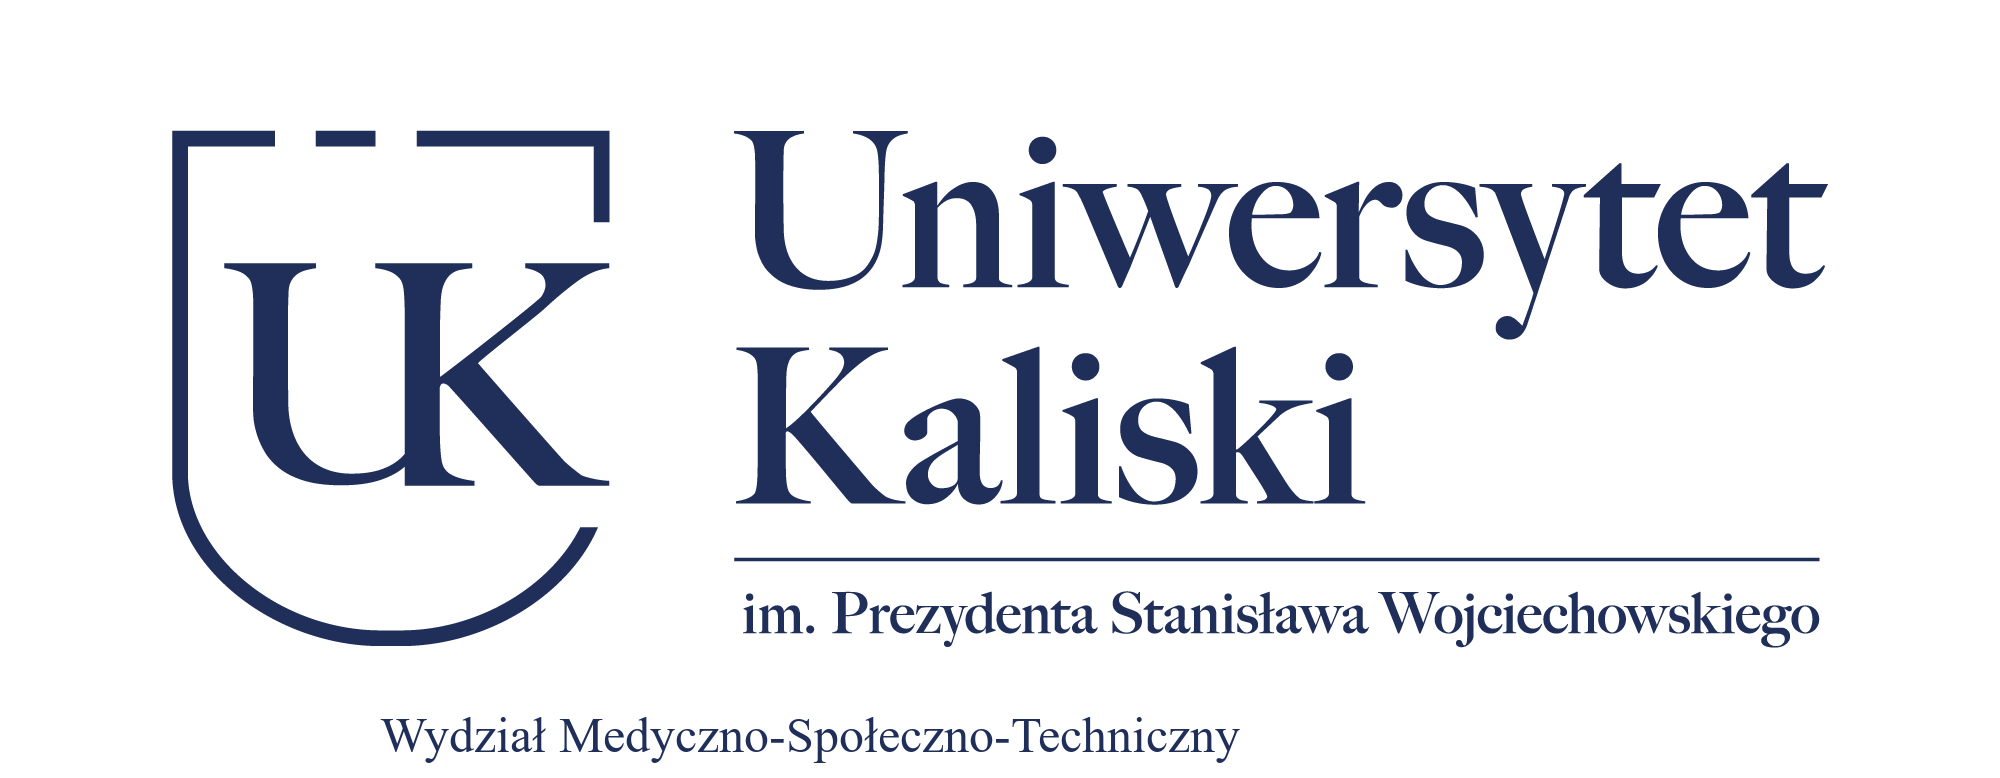 UK
Uniwersytet
Kaliski
im. Prezydenta Stanisława Wojciechowskiego
Wydział Medyczno-Społeczno-Techniczny